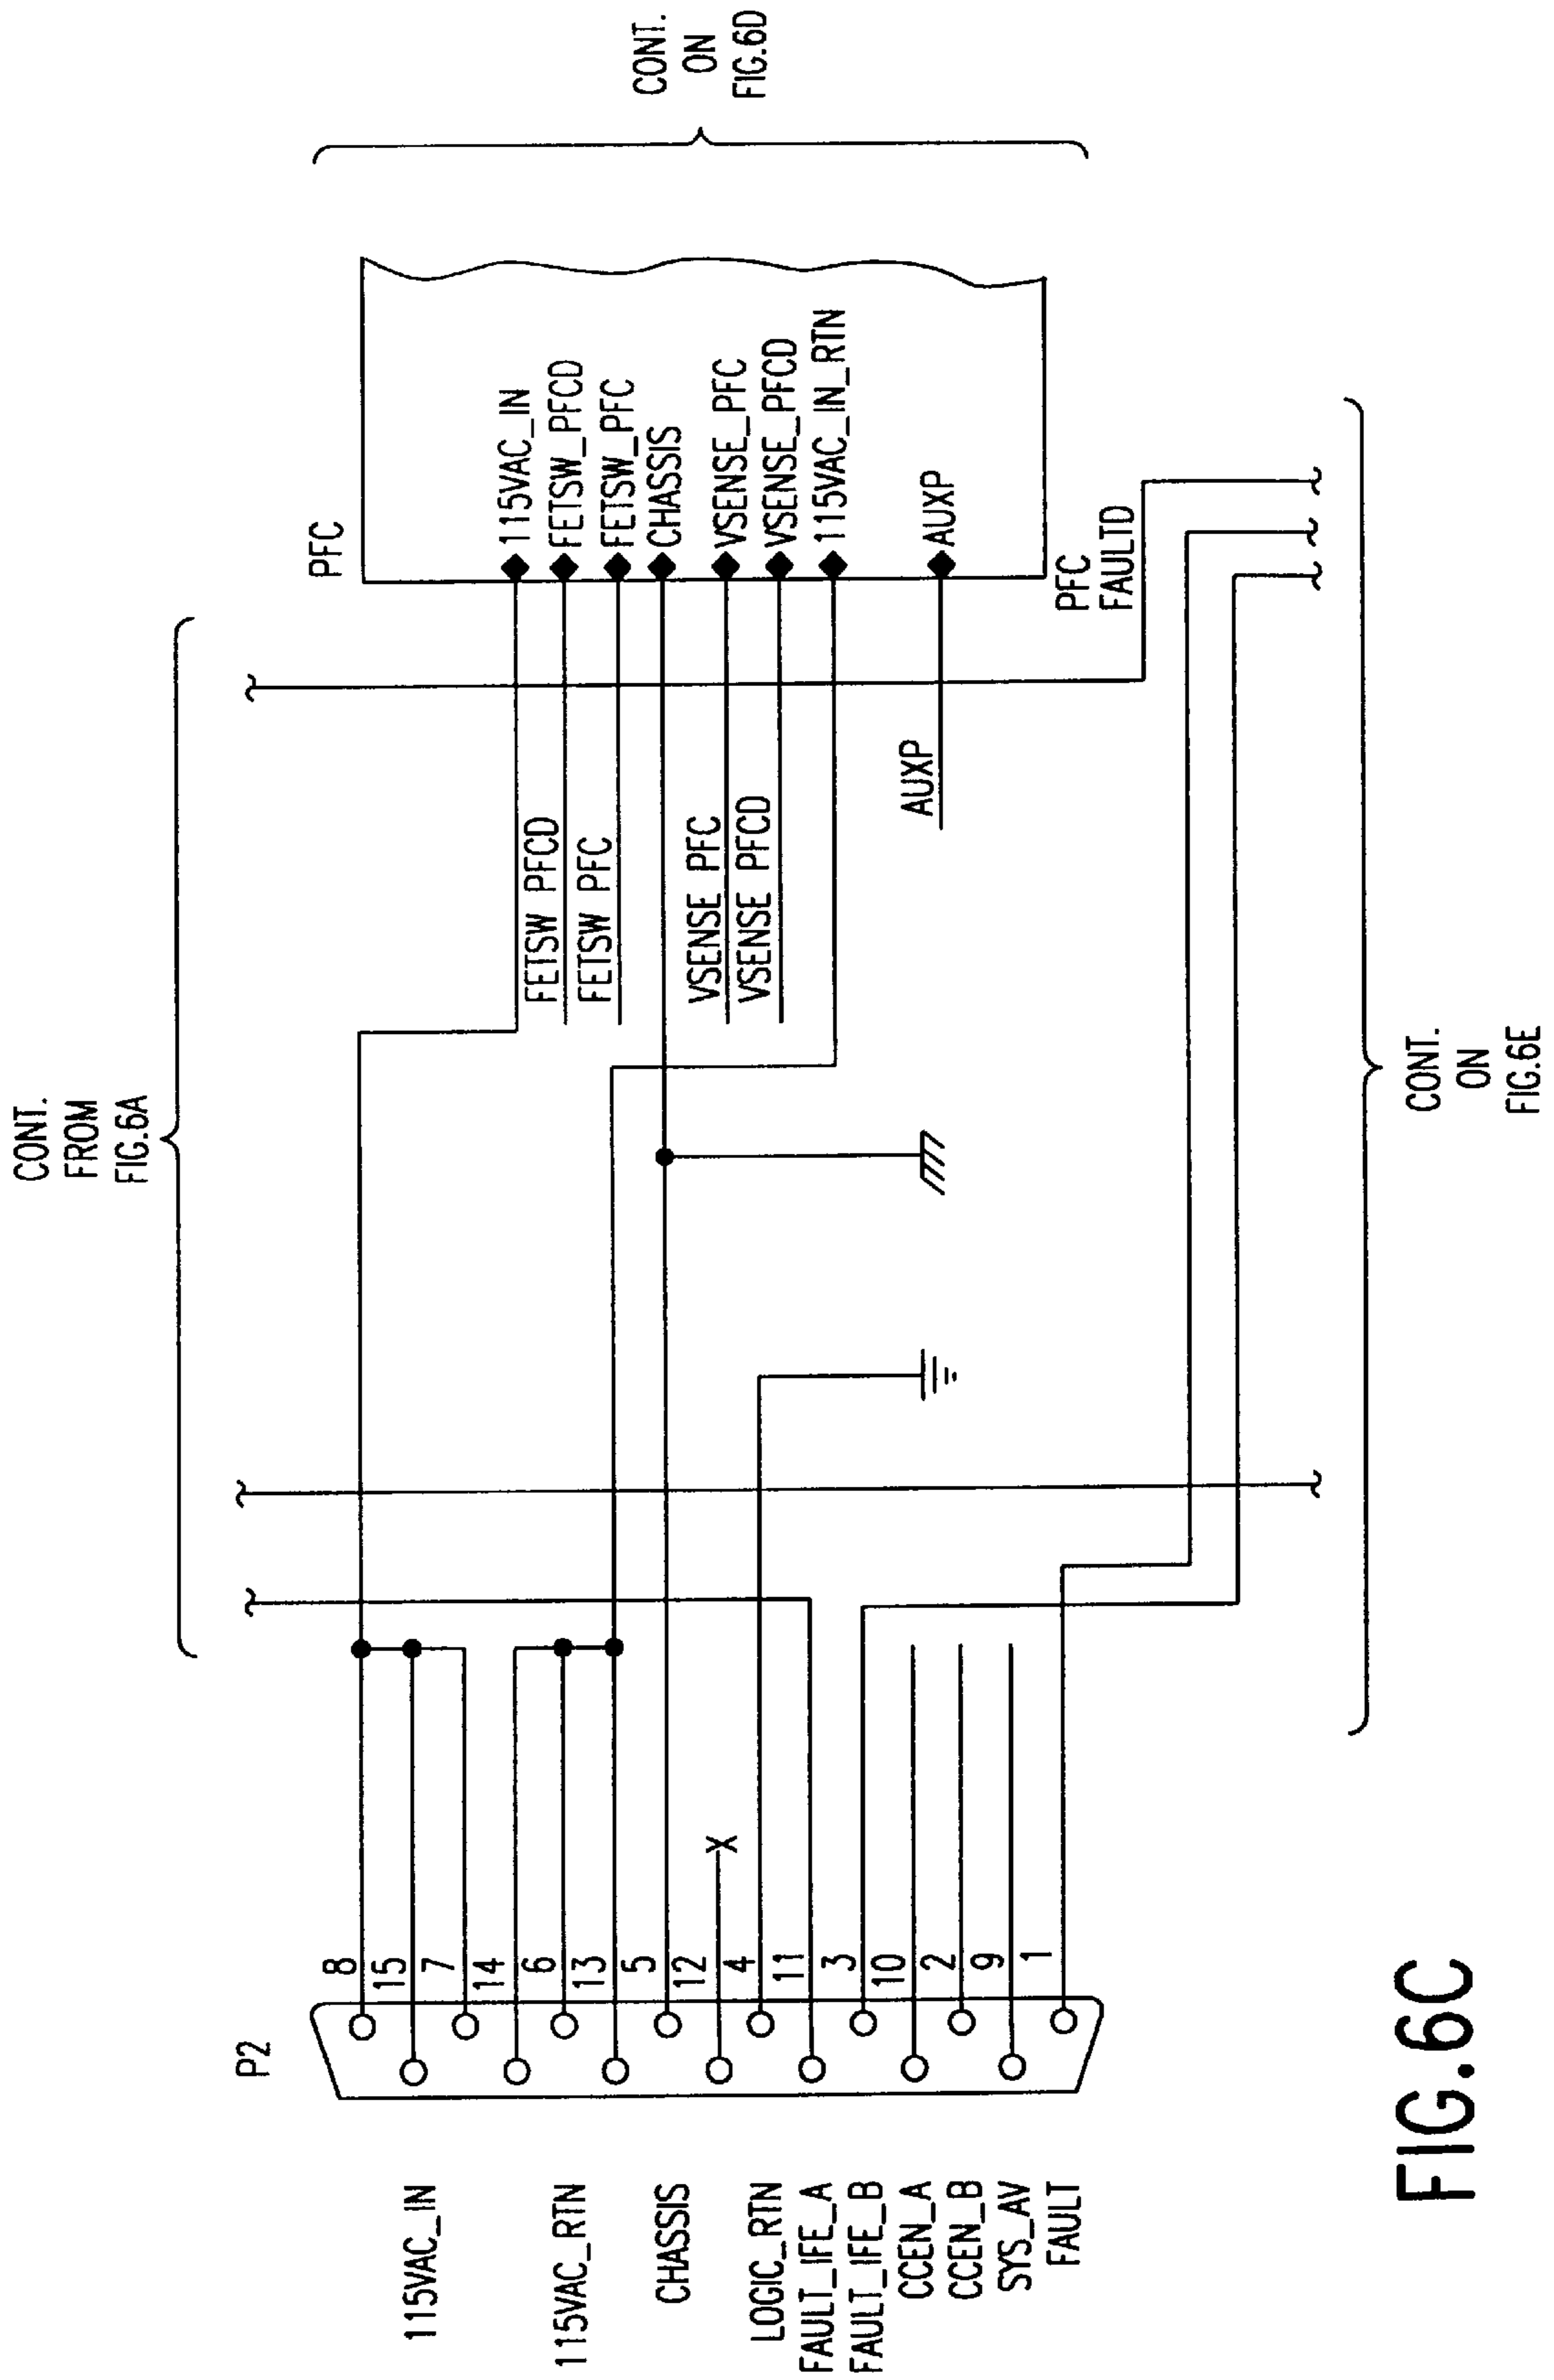 CONT.
FROM
FIG.6A
P2
115VAC_IN
115VAC_RTN
CHASSIS
LOGIC_RTN
FAULT_IFE_A
FAULT_IFE_B
CCEN_A
CCEN_B
SYS_AV
FAULT
8
15
7
14
6
13
5
12
4
11
3
10
2
9
1
X
FETSW_PFCD
FETSW_PFC
VSENSE_PFC
VSENSE_PFCD
AUXP
PFC
115VAC_IN
FETSW_PFCD
FETSW_PFC
CHASSIS
VSENSE_PFC
VSENSE_PFCD
115VAC_IN_RTN
AUXP
PFC
FAULTD
CONT.
ON
FIG.6D
CONT.
ON
FIG.6E
FIG.6C